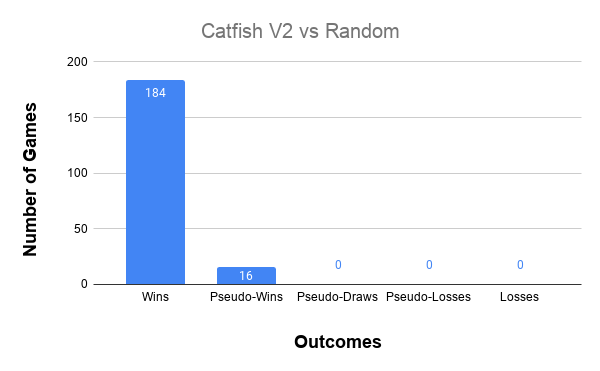 Catfish V2 vs Random
Number of Games
200
150
100
50
0
184
16
0
0
0
Wins
Pseudo-Wins
Pseudo-Draws
Pseudo-Losses
Losses
Outcomes